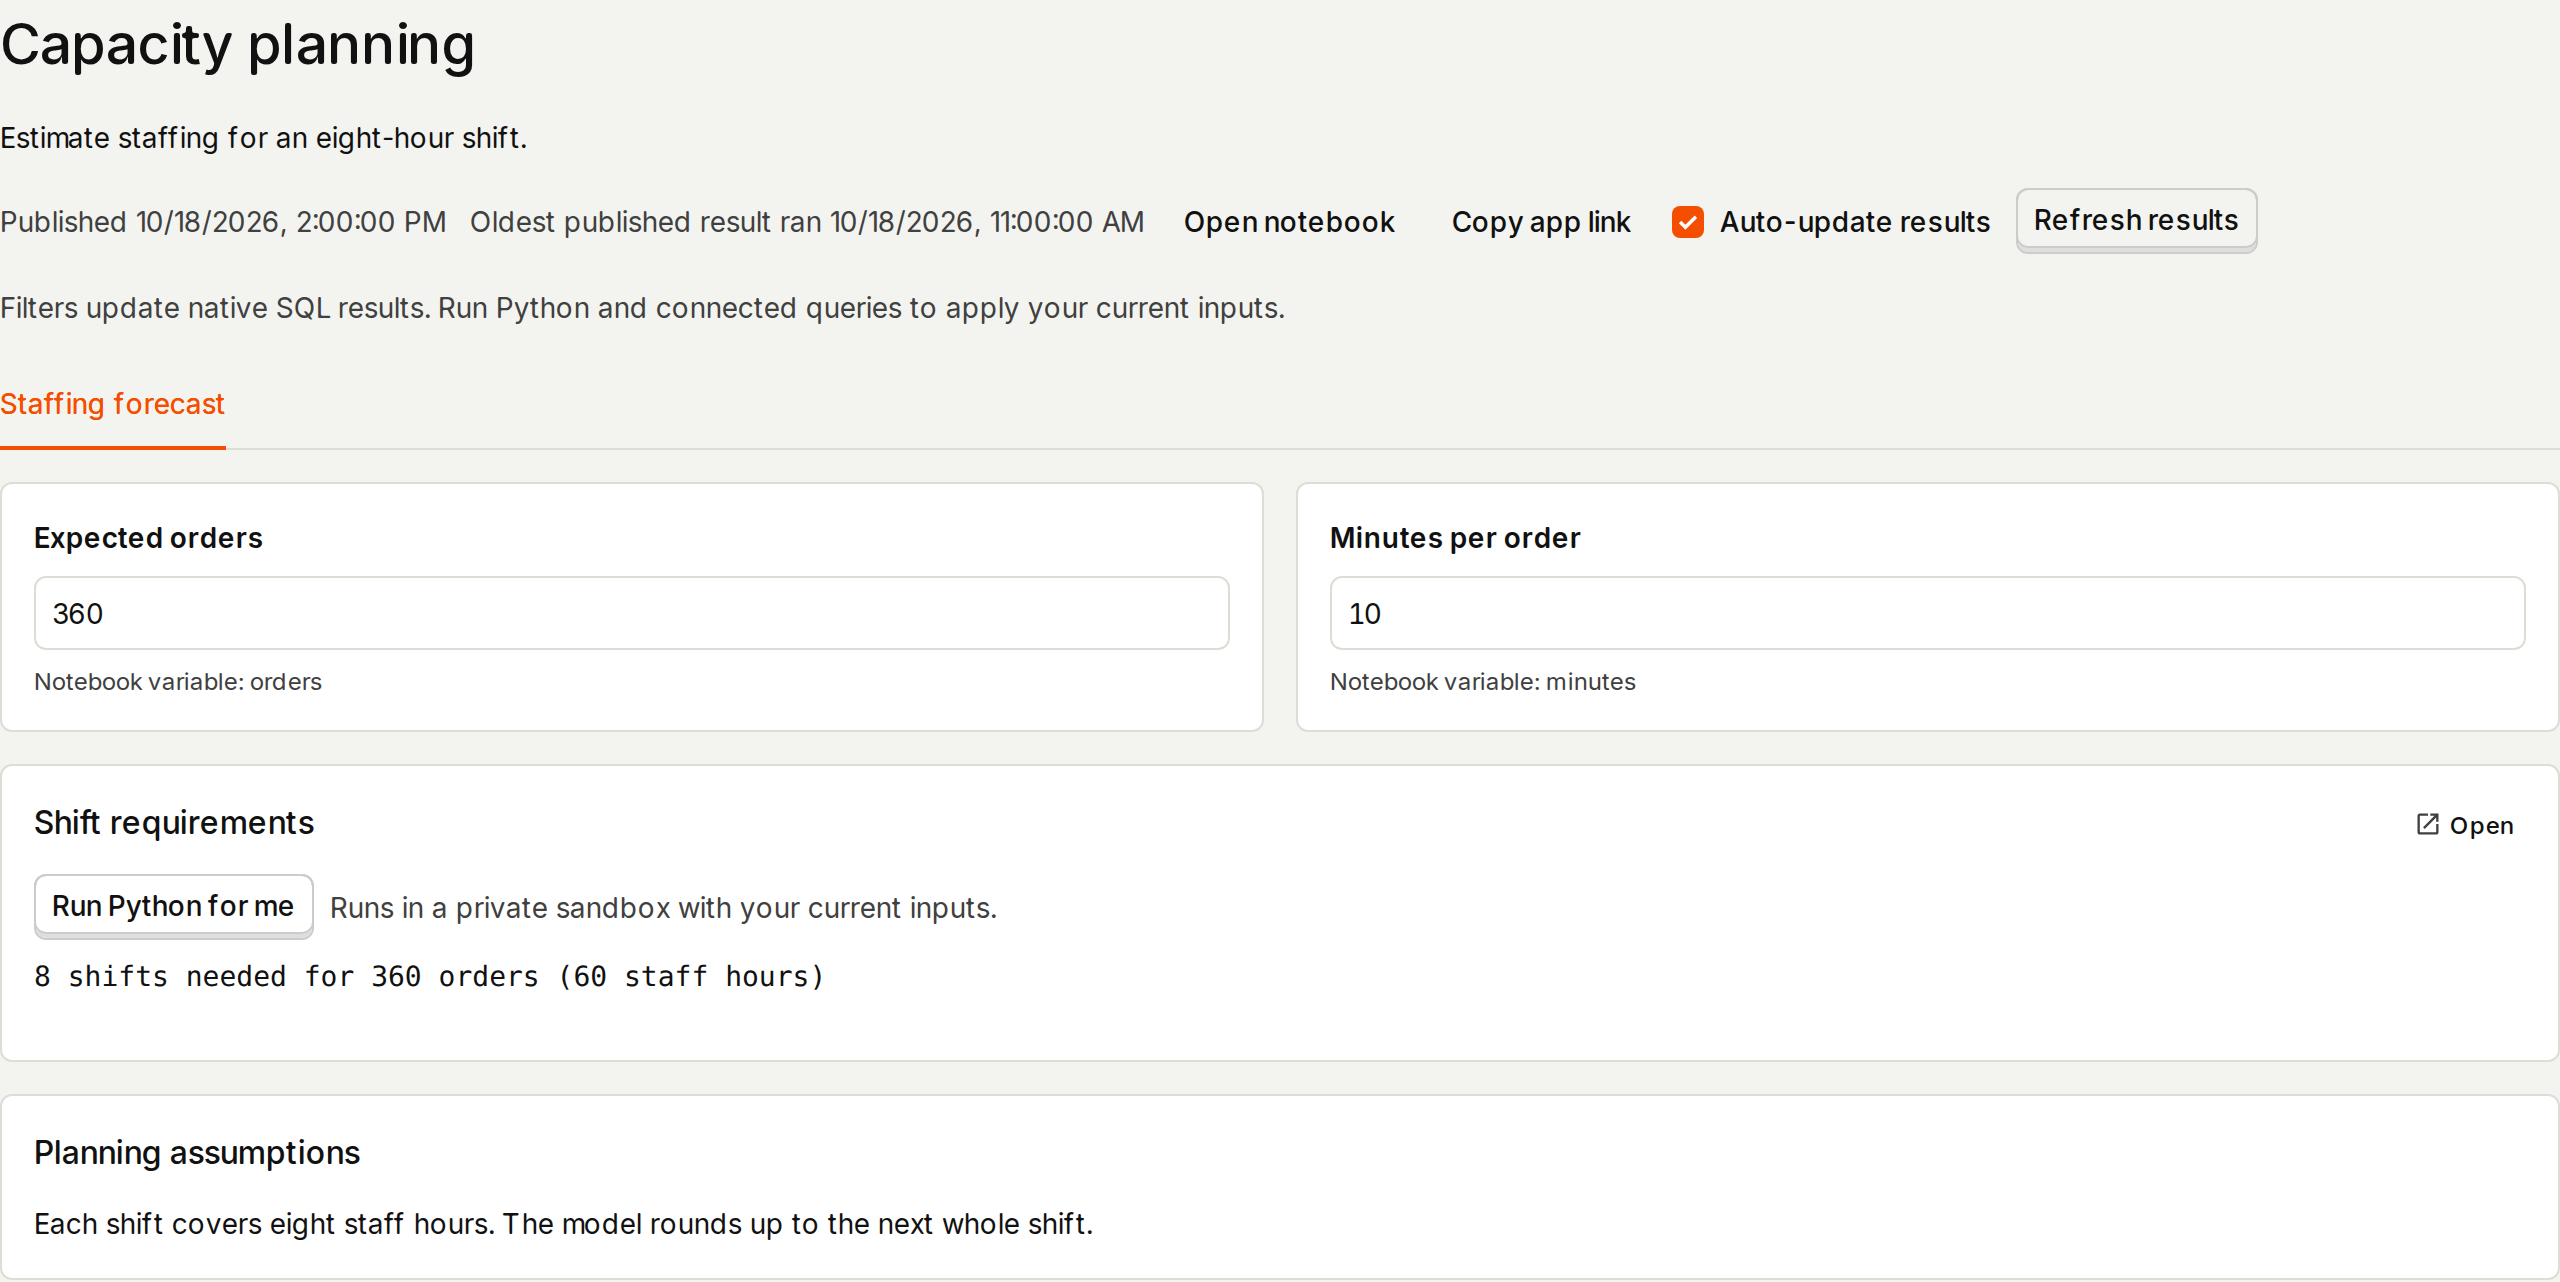 Capacity planning
Estimate staffing for an eight-hour shift.
Published 10/18/2026, 2:00:00 PM Oldest published result ran 10/18/2026, 11:00:00 AM Open notebook Copy app link Auto-update results Refresh results
Filters update native SQL results. Run Python and connected queries to apply your current inputs.
Staffing forecast
Expected orders
360
Notebook variable: orders
Minutes per order
10
Notebook variable: minutes
Shift requirements
Open
Run Python for me Runs in a private sandbox with your current inputs.
8 shifts needed for 360 orders (60 staff hours)
Planning assumptions
Each shift covers eight staff hours. The model rounds up to the next whole shift.